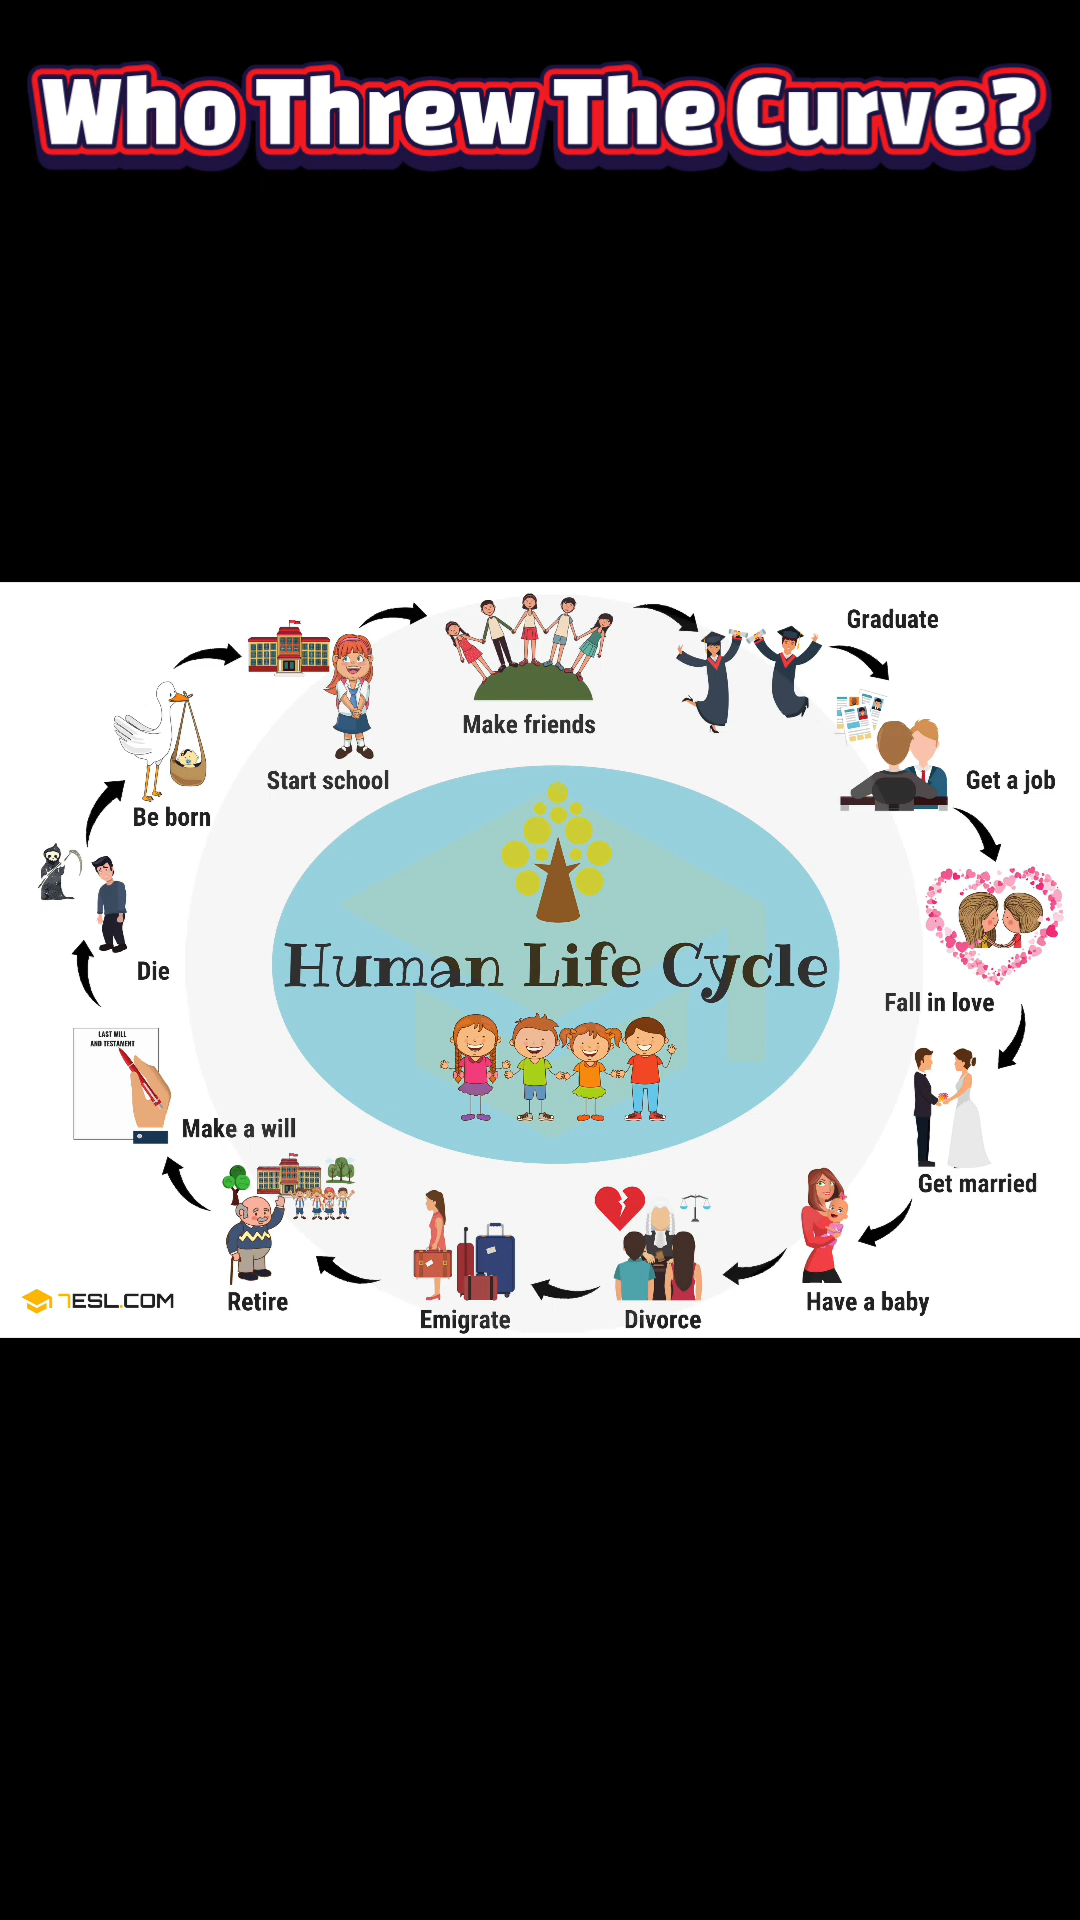 Who Threw The Curve?
Graduate
Make friends
Start school
Get a job
Be born
Human Life Cycle
Die
Fall in love
LAST WILL
AND TESTAMENT
Make a will
Get married
7ESL.COM
Retire
Emigrate
Divorce
Have a baby